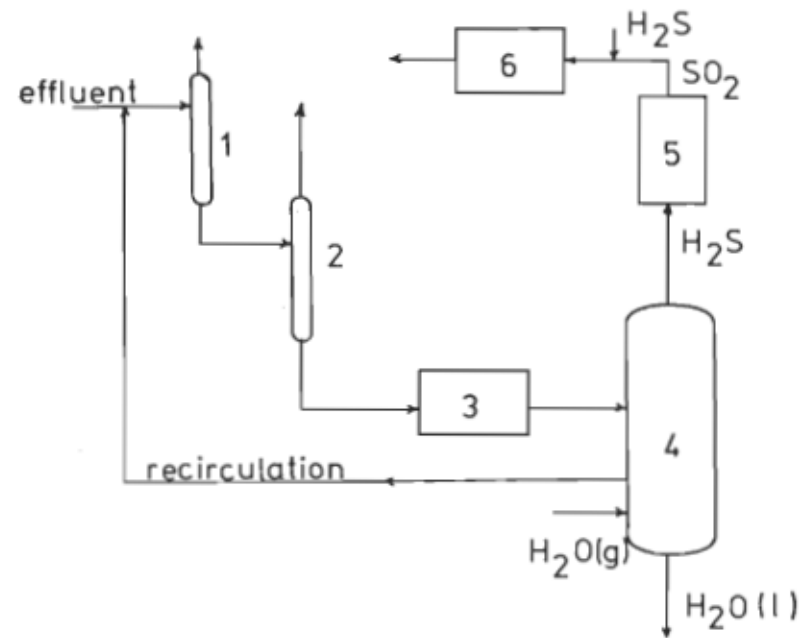 H₂S
6
SO₂
effluent
1
5
2
H₂S
3
4
recirculation
H₂O(g)
H₂O(l)